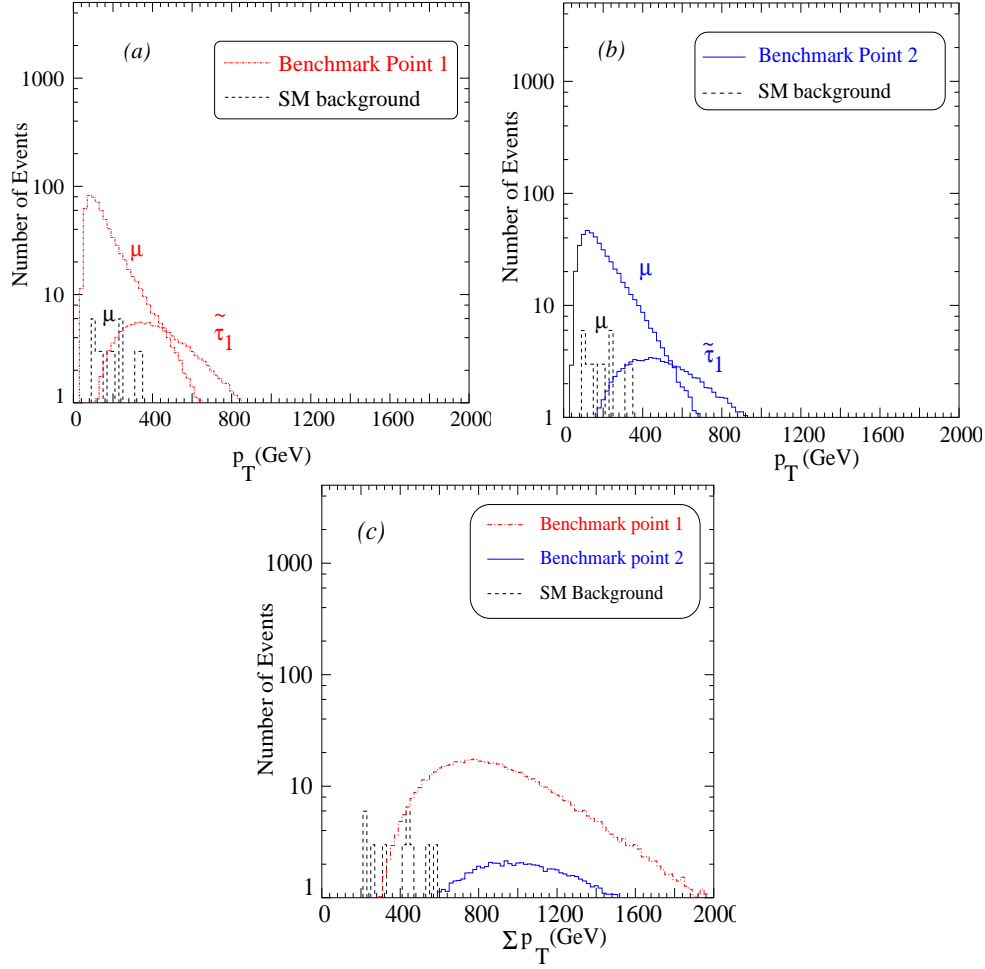 (a)
Benchmark Point 1
SM background
Number of Events
1000
100
10
1
μ
μ
τ̃1
0 400 800 1200 1600 2000
pT(GeV)
(b)
Benchmark Point 2
SM background
Number of Events
1000
100
10
1
μ
μ
τ̃1
0 400 800 1200 1600 2000
pT(GeV)
(c)
Benchmark point 1
Benchmark point 2
SM Background
Number of Events
1000
100
10
1
0 400 800 1200 1600 2000
Σ pT(GeV)